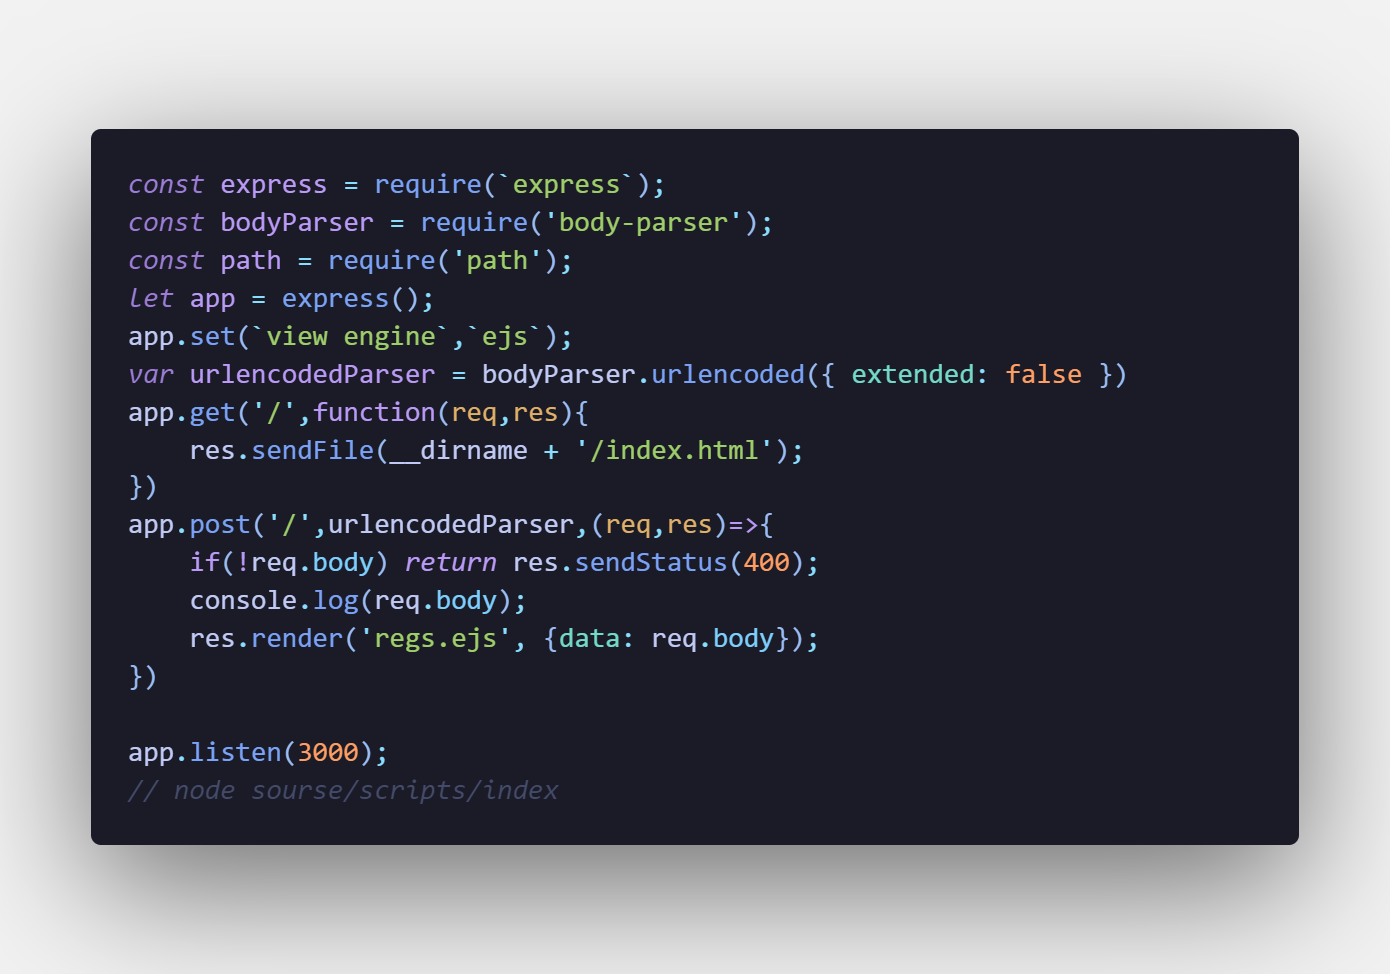 const express = require(`express`);
const bodyParser = require('body-parser');
const path = require('path');
let app = express();
app.set(`view engine`,`ejs`);
var urlencodedParser = bodyParser.urlencoded({ extended: false })
app.get('/',function(req,res){
    res.sendFile(__dirname + '/index.html');
})
app.post('/',urlencodedParser,(req,res)=>{
    if(!req.body) return res.sendStatus(400);
    console.log(req.body);
    res.render('regs.ejs', {data: req.body});
})

app.listen(3000);
// node sourse/scripts/index